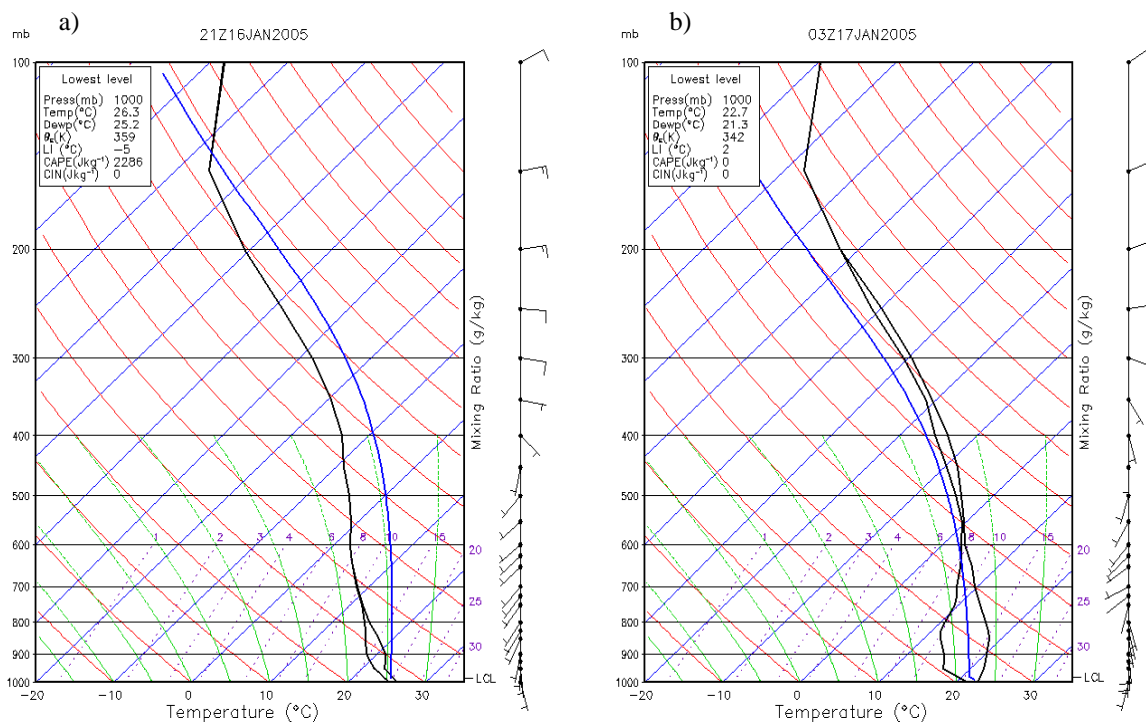 a)
mb
21Z16JAN2005
100
Lowest level
Press(mb) 1000
Temp(°C) 26.3
Dewp(°C) 25.2
θE(K) 359
LI (°C) −5
CAPE(Jkg⁻¹) 2286
CIN(Jkg⁻¹) 0
200
300
400
500
600
700
800
900
1000
1 2 3 4 6 8 10 15
20
25
30
Mixing Ratio (g/kg)
LCL
−20 −10 0 10 20 30
Temperature (°C)
b)
mb
03Z17JAN2005
100
Lowest level
Press(mb) 1000
Temp(°C) 22.7
Dewp(°C) 21.3
θE(K) 342
LI (°C) 2
CAPE(Jkg⁻¹) 0
CIN(Jkg⁻¹) 0
200
300
400
500
600
700
800
900
1000
1 2 3 4 6 8 10 15
20
25
30
Mixing Ratio (g/kg)
LCL
−20 −10 0 10 20 30
Temperature (°C)